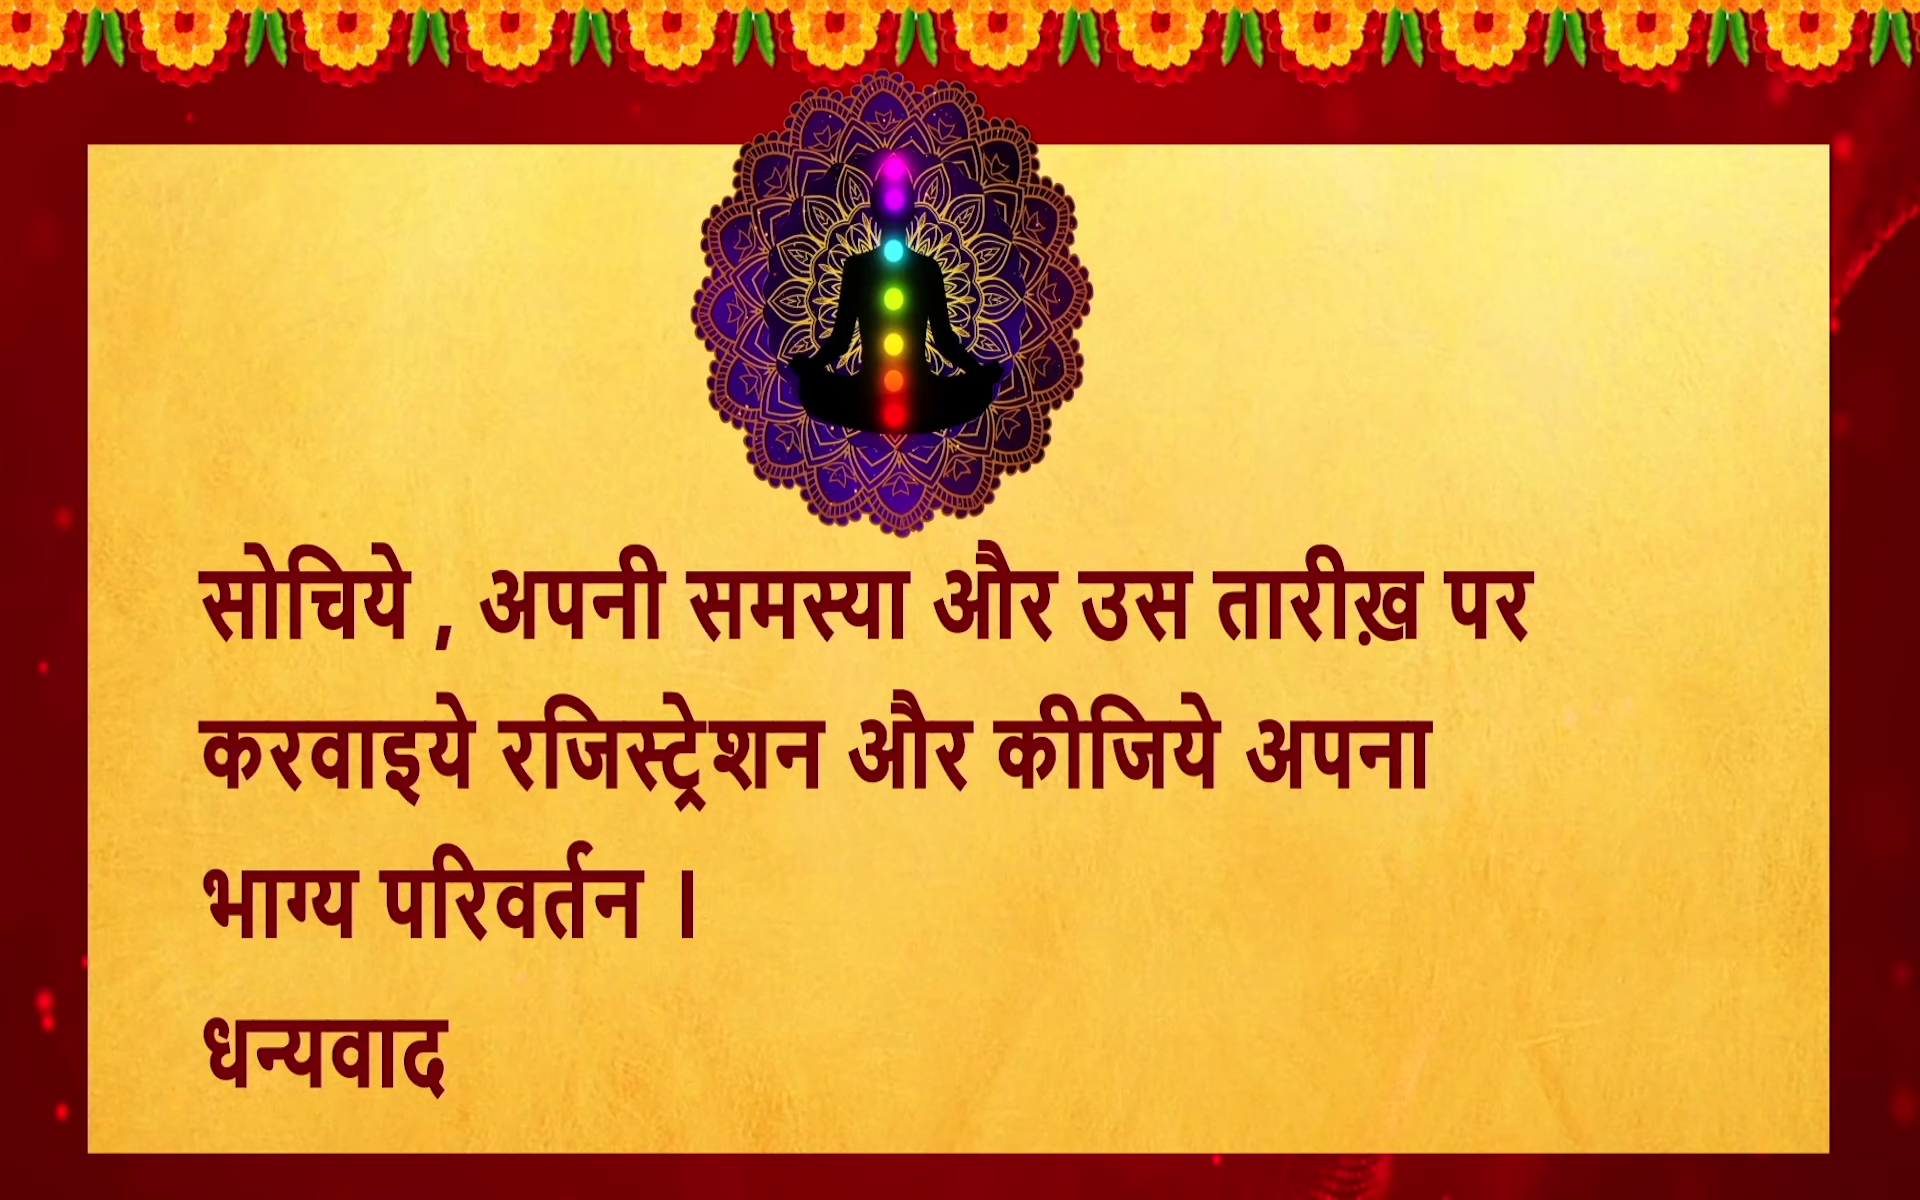 सोचिये , अपनी समस्या और उस तारीख़ पर
करवाइये रजिस्ट्रेशन और कीजिये अपना
भाग्य परिवर्तन ।
धन्यवाद